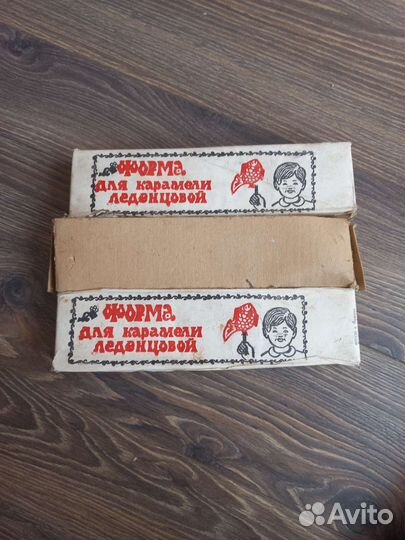 Форма
для карамели
леденцовой
Форма
для карамели
леденцовой
Avito